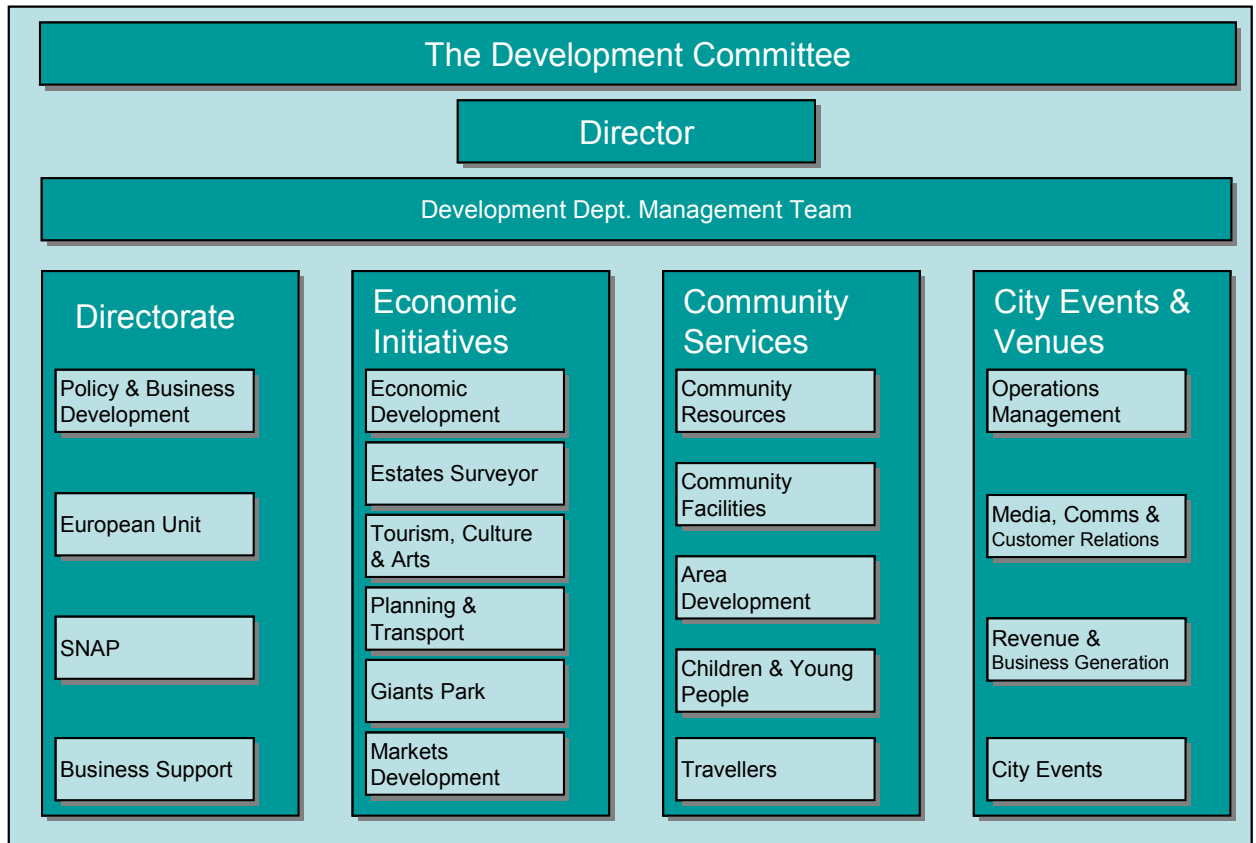 The Development Committee
Director
Development Dept. Management Team
Directorate
Policy & Business
Development
European Unit
SNAP
Business Support
Economic
Initiatives
Economic
Development
Estates Surveyor
Tourism, Culture
& Arts
Planning &
Transport
Giants Park
Markets
Development
Community
Services
Community
Resources
Community
Facilities
Area
Development
Children & Young
People
Travellers
City Events &
Venues
Operations
Management
Media, Comms &
Customer Relations
Revenue &
Business Generation
City Events